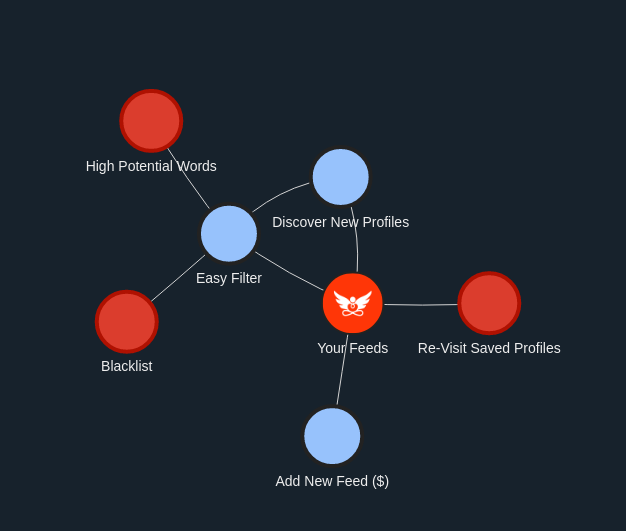 High Potential Words
Discover New Profiles
Easy Filter
Your Feeds
Re-Visit Saved Profiles
Blacklist
Add New Feed ($)